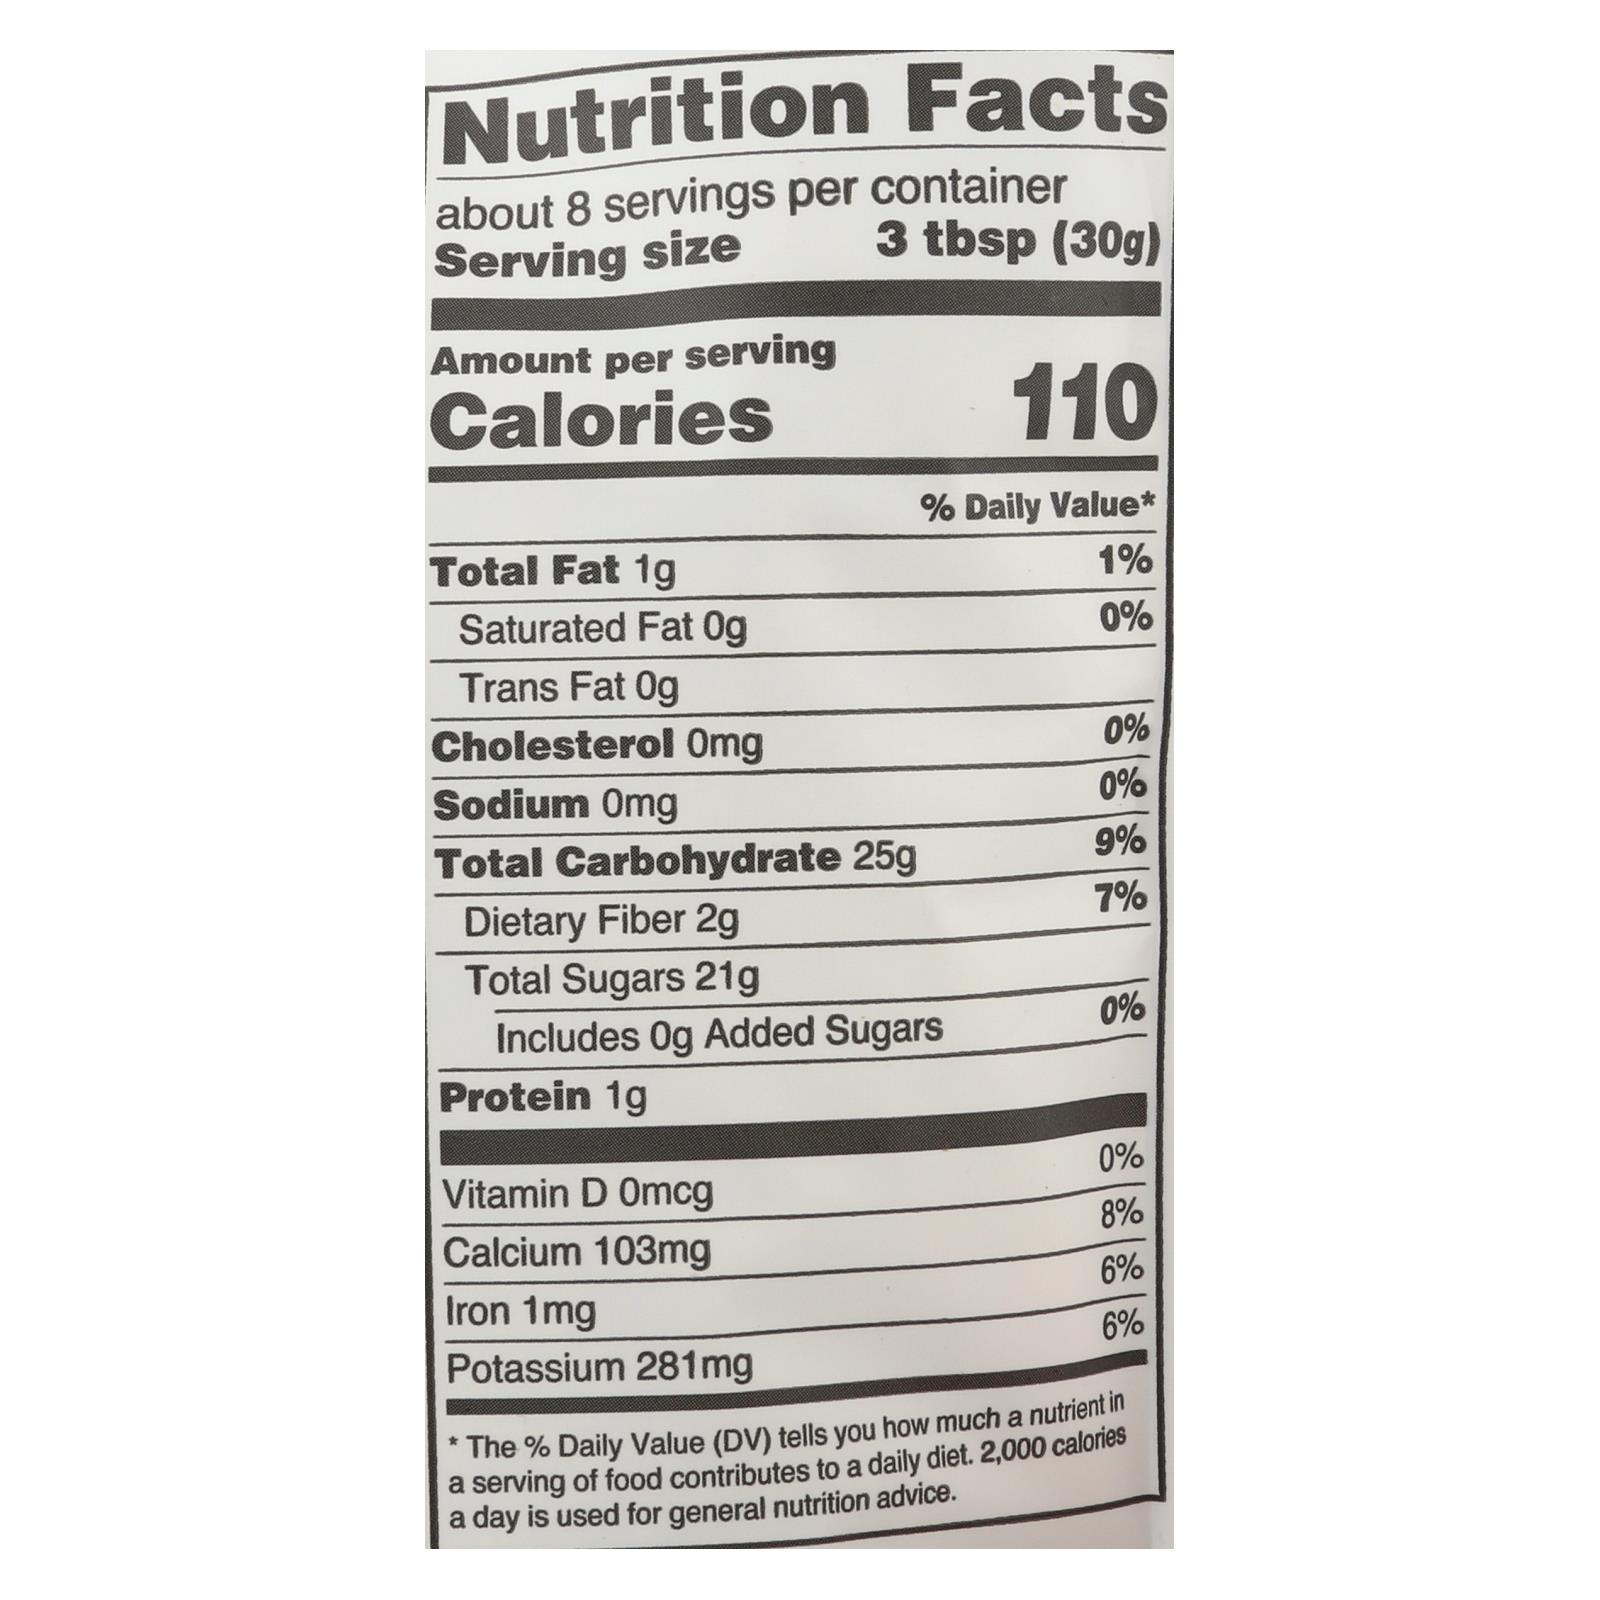 Nutrition Facts
about 8 servings per container
Serving size 3 tbsp (30g)
Amount per serving
Calories 110
% Daily Value*
Total Fat 1g 1%
Saturated Fat 0g 0%
Trans Fat 0g
Cholesterol 0mg 0%
Sodium 0mg 0%
Total Carbohydrate 25g 9%
Dietary Fiber 2g 7%
Total Sugars 21g
Includes 0g Added Sugars 0%
Protein 1g
Vitamin D 0mcg 0%
Calcium 103mg 8%
Iron 1mg 6%
Potassium 281mg 6%
* The % Daily Value (DV) tells you how much a nutrient in
a serving of food contributes to a daily diet. 2,000 calories
a day is used for general nutrition advice.